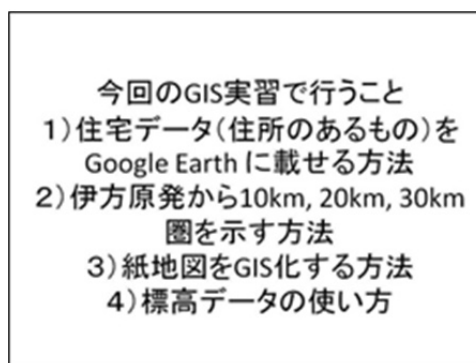 今回のGIS実習で行うこと
１）住宅データ（住所のあるもの）を
Google Earth に載せる方法
２）伊方原発から10km, 20km, 30km
圏を示す方法
３）紙地図をGIS化する方法
４）標高データの使い方